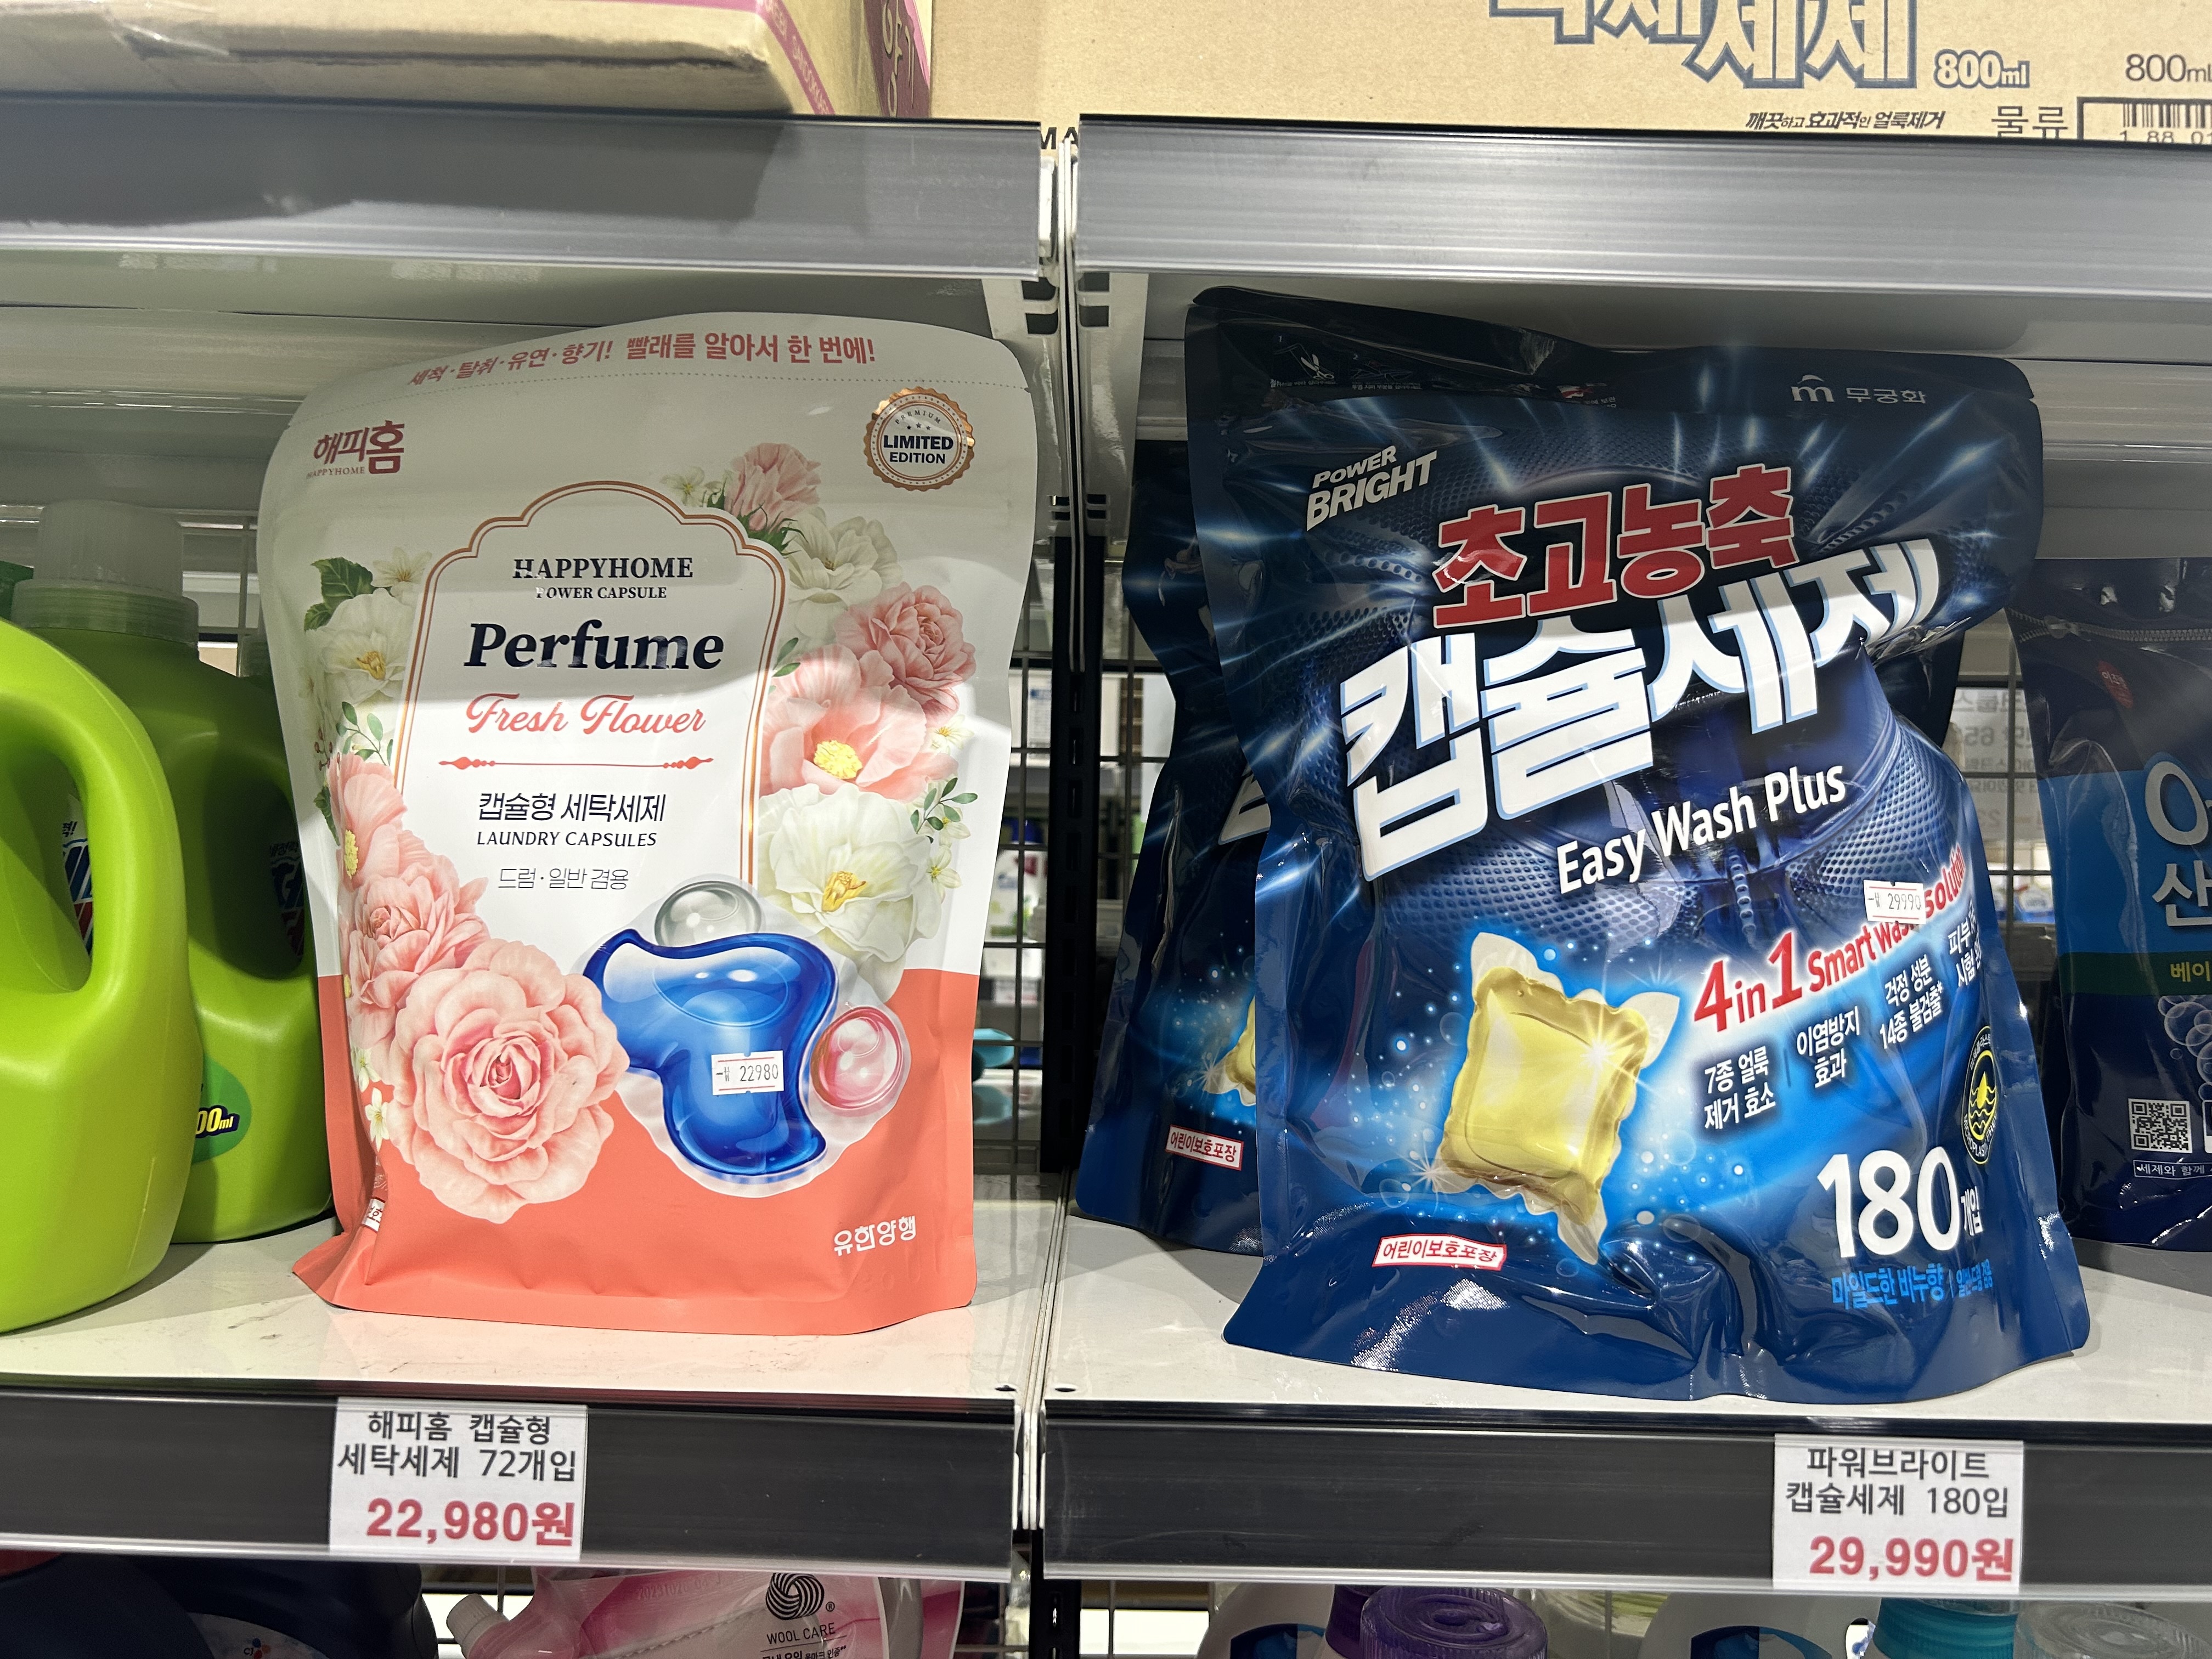 800ml
800ml
깨끗하고 효과적인 얼룩제거
물류
세척·탈취·유연·향기! 빨래를 알아서 한 번에!
해피홈
HAPPYHOME
PREMIUM
LIMITED
EDITION
HAPPYHOME
POWER CAPSULE
Perfume
Fresh Flower
캡슐형 세탁세제
LAUNDRY CAPSULES
드럼·일반 겸용
₩ 22980
유한양행
무궁화
POWER
BRIGHT
초고농축
캡슐세제
Easy Wash Plus
₩ 29990
4in1 Smart Wash Solution
7종 얼룩
제거 효소
이염방지
효과
걱정 성분
14종 불검출*
180개입
마일드한 비누향
어린이보호포장
어린이보호포장
베이
세제와 함께
해피홈 캡슐형
세탁세제 72개입
22,980원
파워브라이트
캡슐세제 180입
29,990원
WOOL CARE